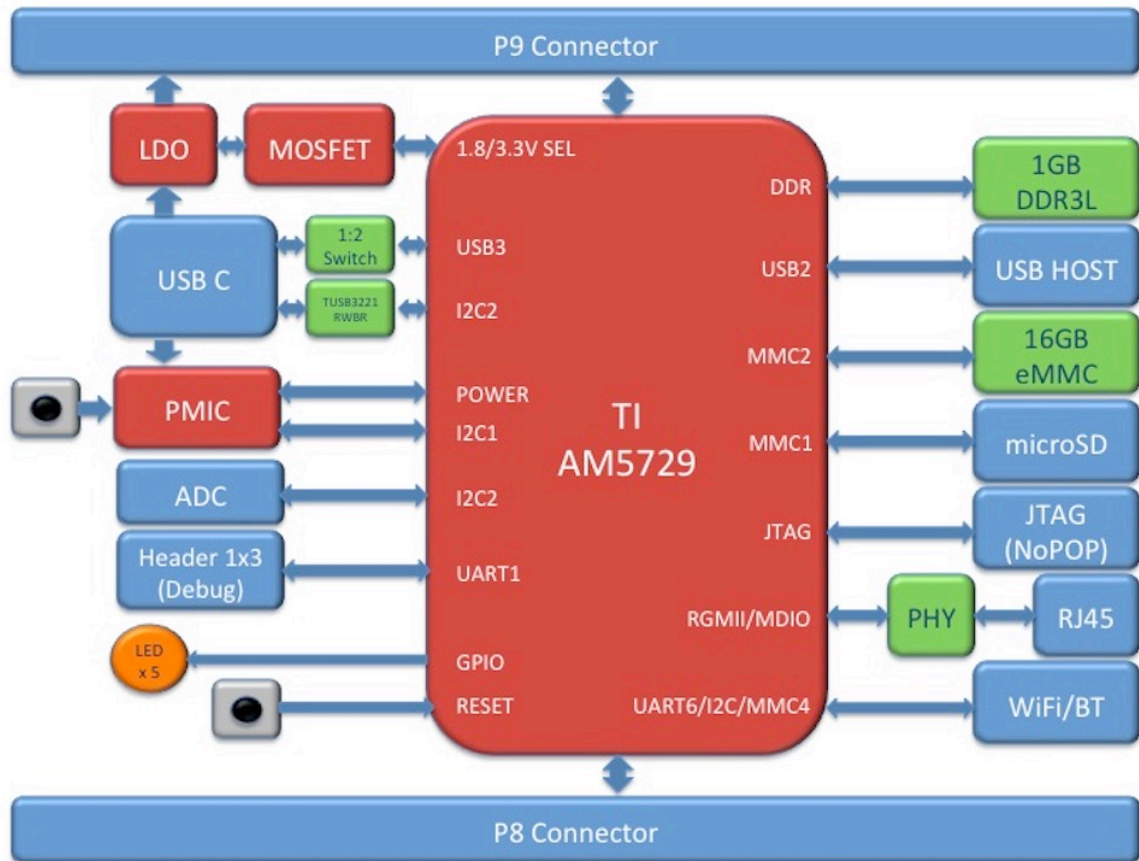 P9 Connector
LDO
MOSFET
1.8/3.3V SEL
DDR
1GB
DDR3L
USB C
1:2
Switch
USB3
USB2
USB HOST
TUSB3221
RWBR
I2C2
MMC2
16GB
eMMC
PMIC
POWER
I2C1
TI
AM5729
MMC1
microSD
ADC
I2C2
JTAG
JTAG
(NoPOP)
Header 1x3
(Debug)
UART1
RGMII/MDIO
PHY
RJ45
LED
x 5
GPIO
RESET
UART6/I2C/MMC4
WiFi/BT
P8 Connector